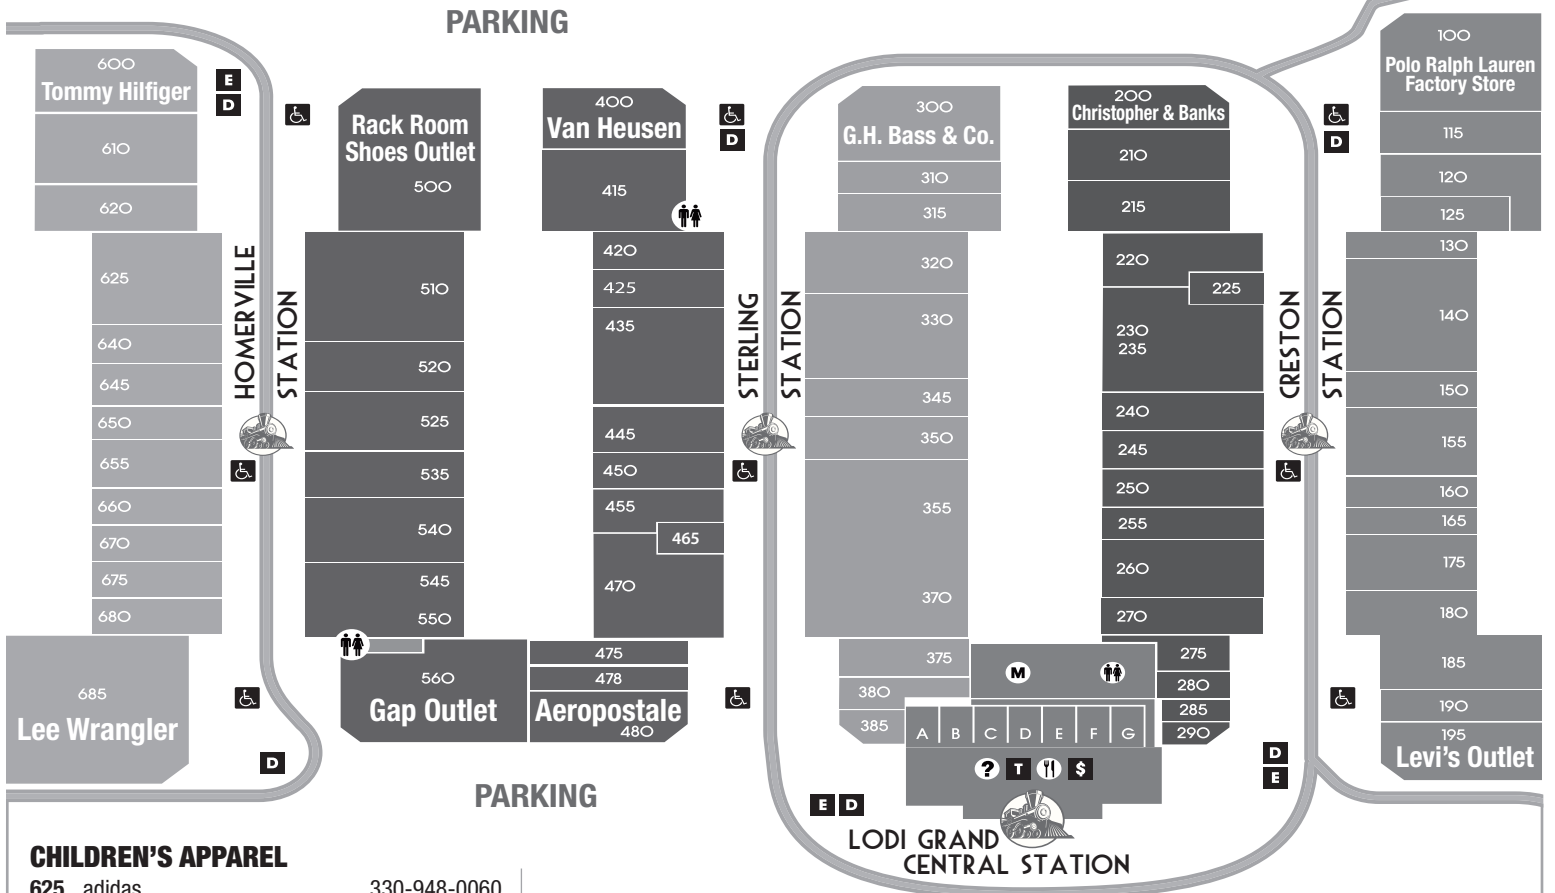 PARKING
600
Tommy Hilfiger
610
620
625
640
645
650
655
660
670
675
680
685
Lee Wrangler
E
D
HOMERVILLE
STATION
D
Rack Room
Shoes Outlet
500
510
520
525
535
540
545
550
560
Gap Outlet
400
Van Heusen
415
420
425
435
445
450
455
465
470
475
478
Aeropostale
480
PARKING
D
STERLING
STATION
300
G.H. Bass & Co.
310
315
320
330
345
350
355
370
375
380
385
200
Christopher & Banks
210
215
220
225
230
235
240
245
250
255
260
270
275
280
285
290
M
A B C D E F G
? T $
E D
LODI GRAND
CENTRAL STATION
D
E
D
CRESTON
STATION
100
Polo Ralph Lauren
Factory Store
115
120
125
130
140
150
155
160
165
175
180
185
190
195
Levi's Outlet
CHILDREN'S APPAREL
625 adidas 330-948-0060